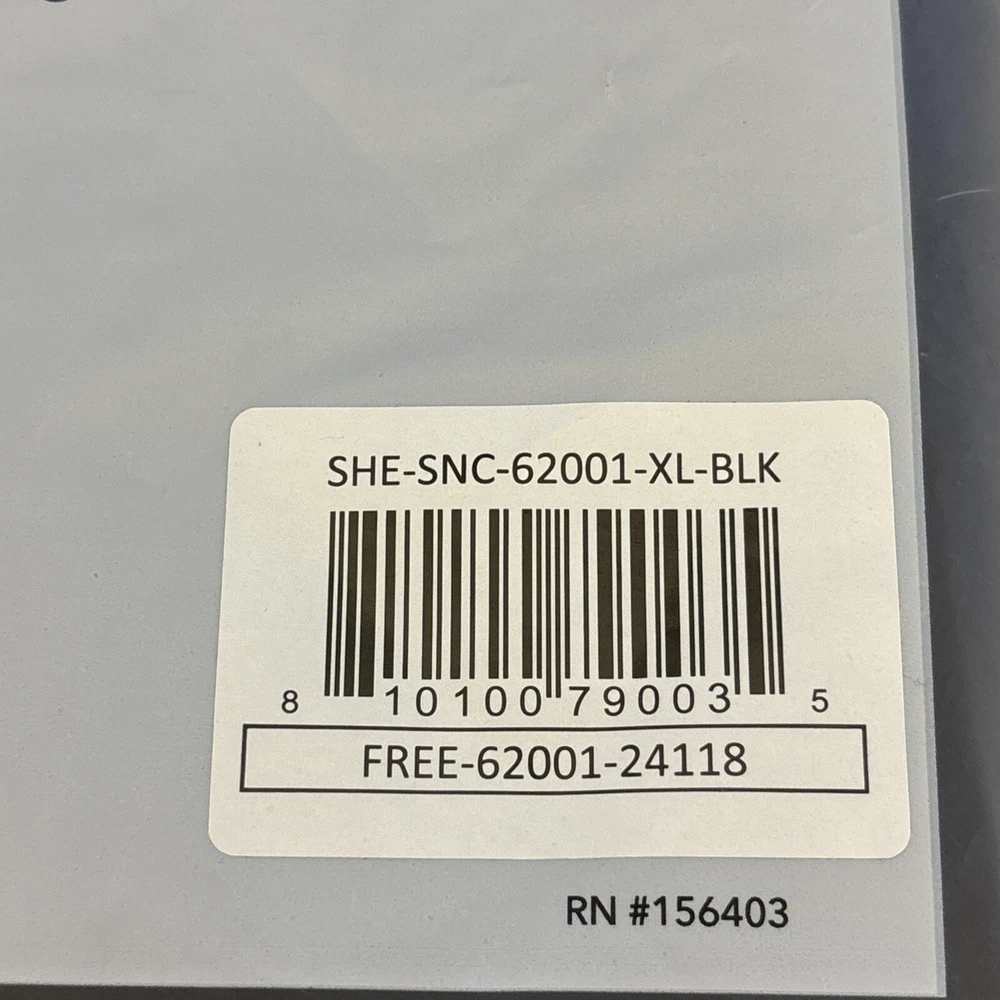 SHE-SNC-62001-XL-BLK
8 10100 79003 5
FREE-62001-24118
RN #156403